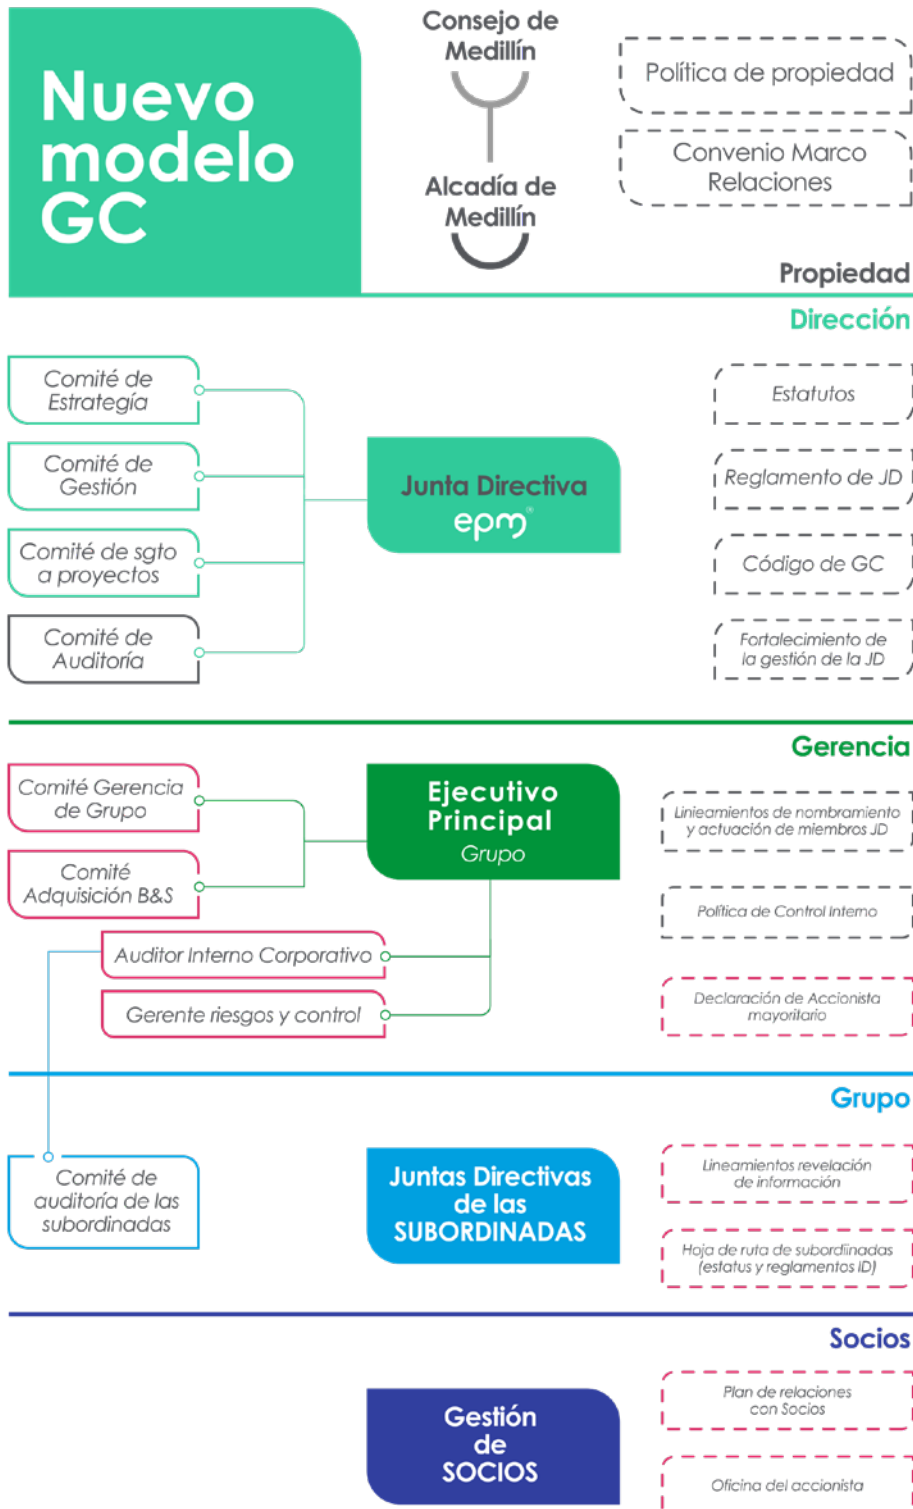 Nuevo
modelo
GC
Consejo de
Medillín
Alcadía de
Medillín
Política de propiedad
Convenio Marco
Relaciones
Propiedad
Dirección
Comité de
Estrategía
Comité de
Gestión
Comité de sgto
a proyectos
Comité de
Auditoría
Junta Directiva
epm®
Estatutos
Reglamento de JD
Código de GC
Fortalecimiento de
la gestión de la JD
Gerencia
Comité Gerencia
de Grupo
Comité
Adquisición B&S
Ejecutivo
Principal
Grupo
Auditor Interno Corporativo
Gerente riesgos y control
Linieamientos de nombramiento
y actuación de miembros JD
Política de Control Interno
Declaración de Accionista
mayoritario
Grupo
Comité de
auditoría de las
subordinadas
Juntas Directivas
de las
SUBORDINADAS
Lineamientos revelación
de información
Hoja de ruta de subordiinadas
(estatus y reglamentos ID)
Socios
Gestión
de
SOCIOS
Plan de relaciones
con Socios
Oficina del accionista